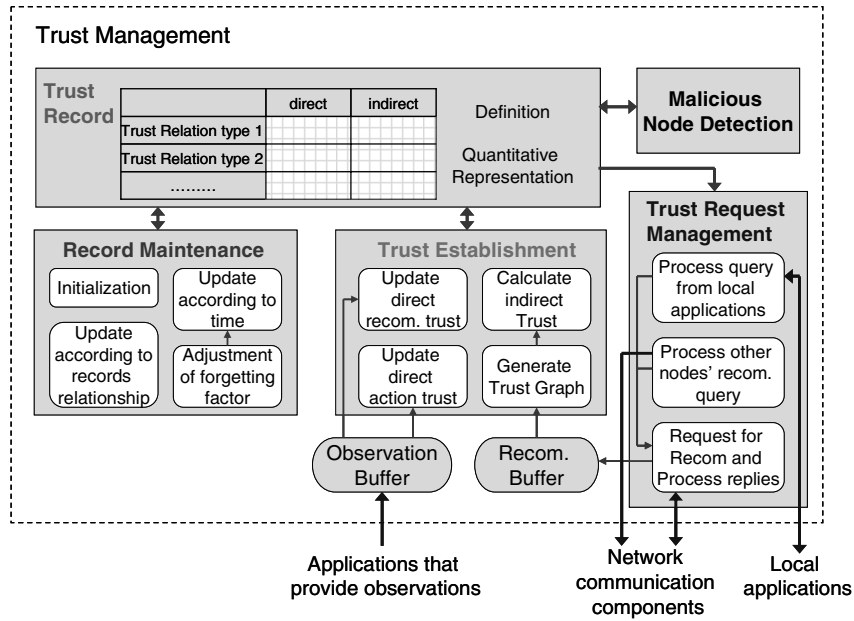 Trust Management
Trust
Record
direct
indirect
Trust Relation type 1
Trust Relation type 2
.........
Definition
Quantitative
Representation
Malicious
Node Detection
Record Maintenance
Initialization
Update
according to
time
Update
according to
records
relationship
Adjustment
of forgetting
factor
Trust Establishment
Update
direct
recom. trust
Calculate
indirect
Trust
Update
direct
action trust
Generate
Trust Graph
Trust Request
Management
Process query
from local
applications
Process other
nodes' recom.
query
Request for
Recom and
Process replies
Observation
Buffer
Recom.
Buffer
Applications that
provide observations
Network
communication
components
Local
applications